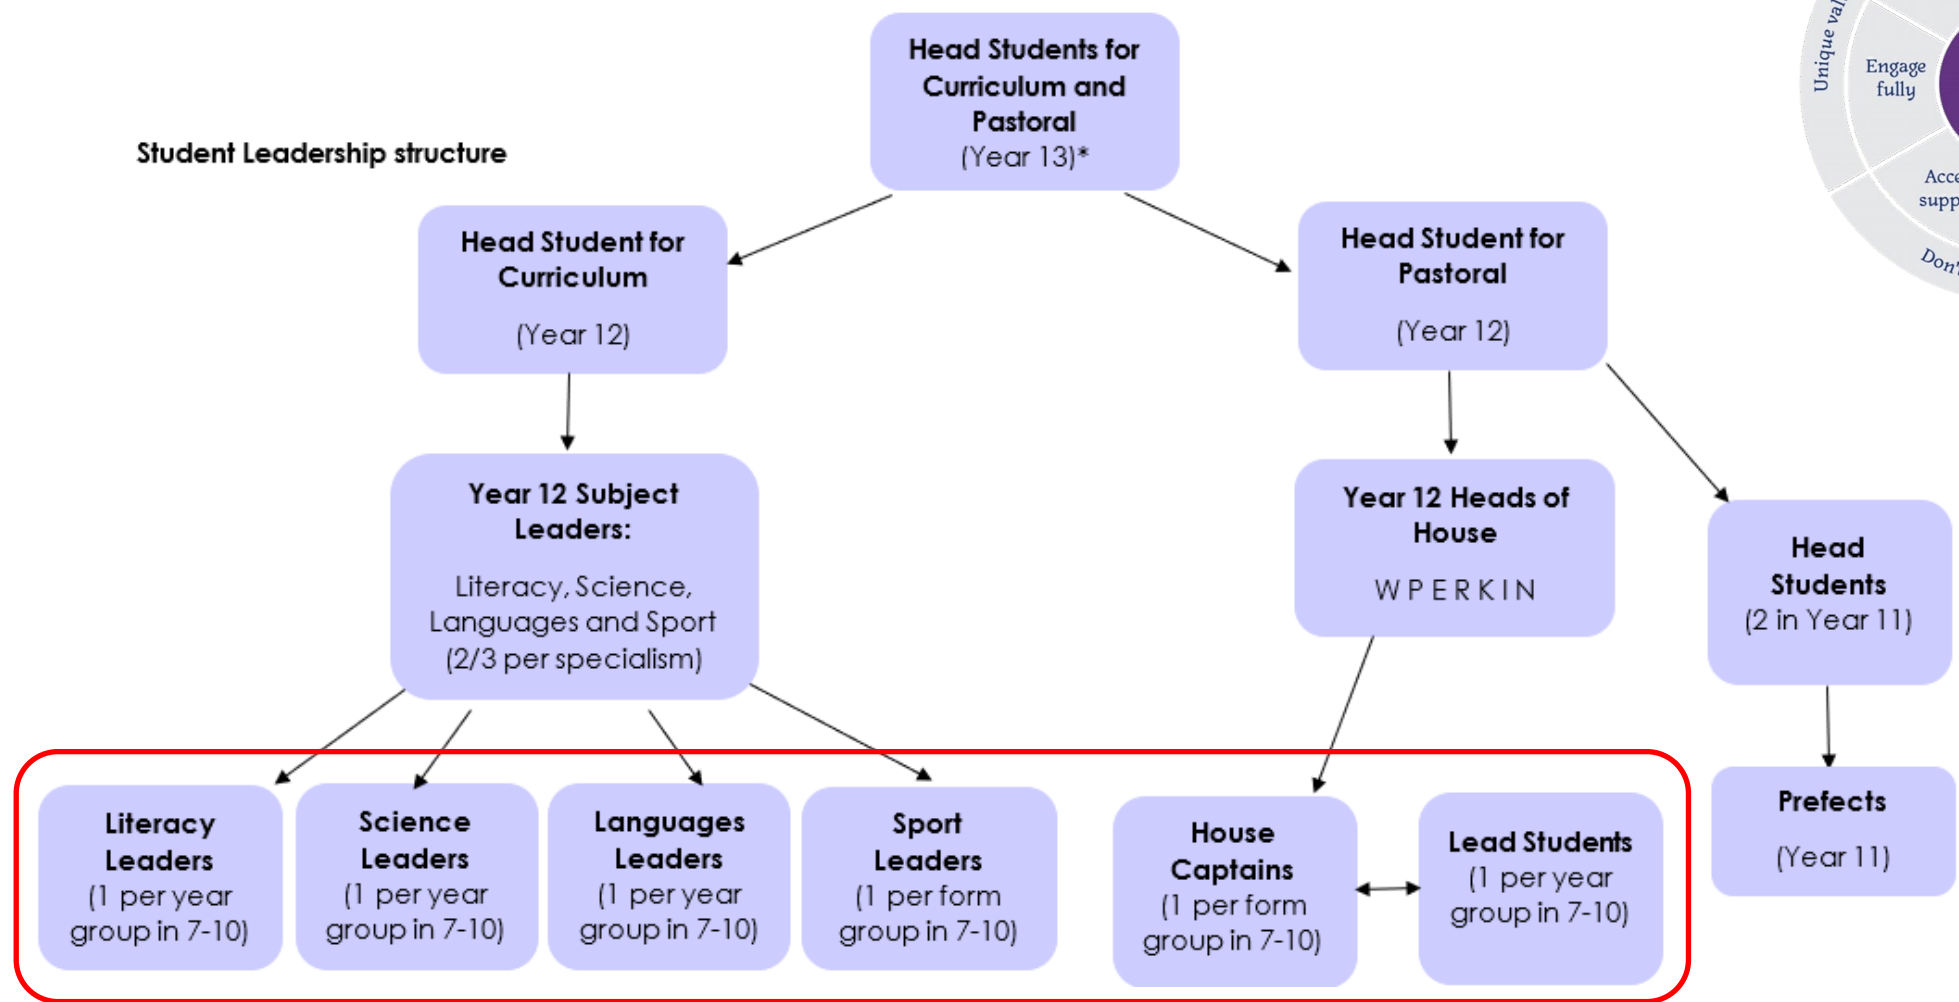 Head Students for
Curriculum and
Pastoral
(Year 13)*
Unique
Engage
fully
Student Leadership structure
Head Student for
Curriculum
(Year 12)
Head Student for
Pastoral
(Year 12)
Year 12 Subject
Leaders:
Literacy, Science,
Languages and Sport
(2/3 per specialism)
Year 12 Heads of
House
W P E R K I N
Head
Students
(2 in Year 11)
Literacy
Leaders
(1 per year
group in 7-10)
Science
Leaders
(1 per year
group in 7-10)
Languages
Leaders
(1 per year
group in 7-10)
Sport
Leaders
(1 per form
group in 7-10)
House
Captains
(1 per form
group in 7-10)
Lead Students
(1 per year
group in 7-10)
Prefects
(Year 11)